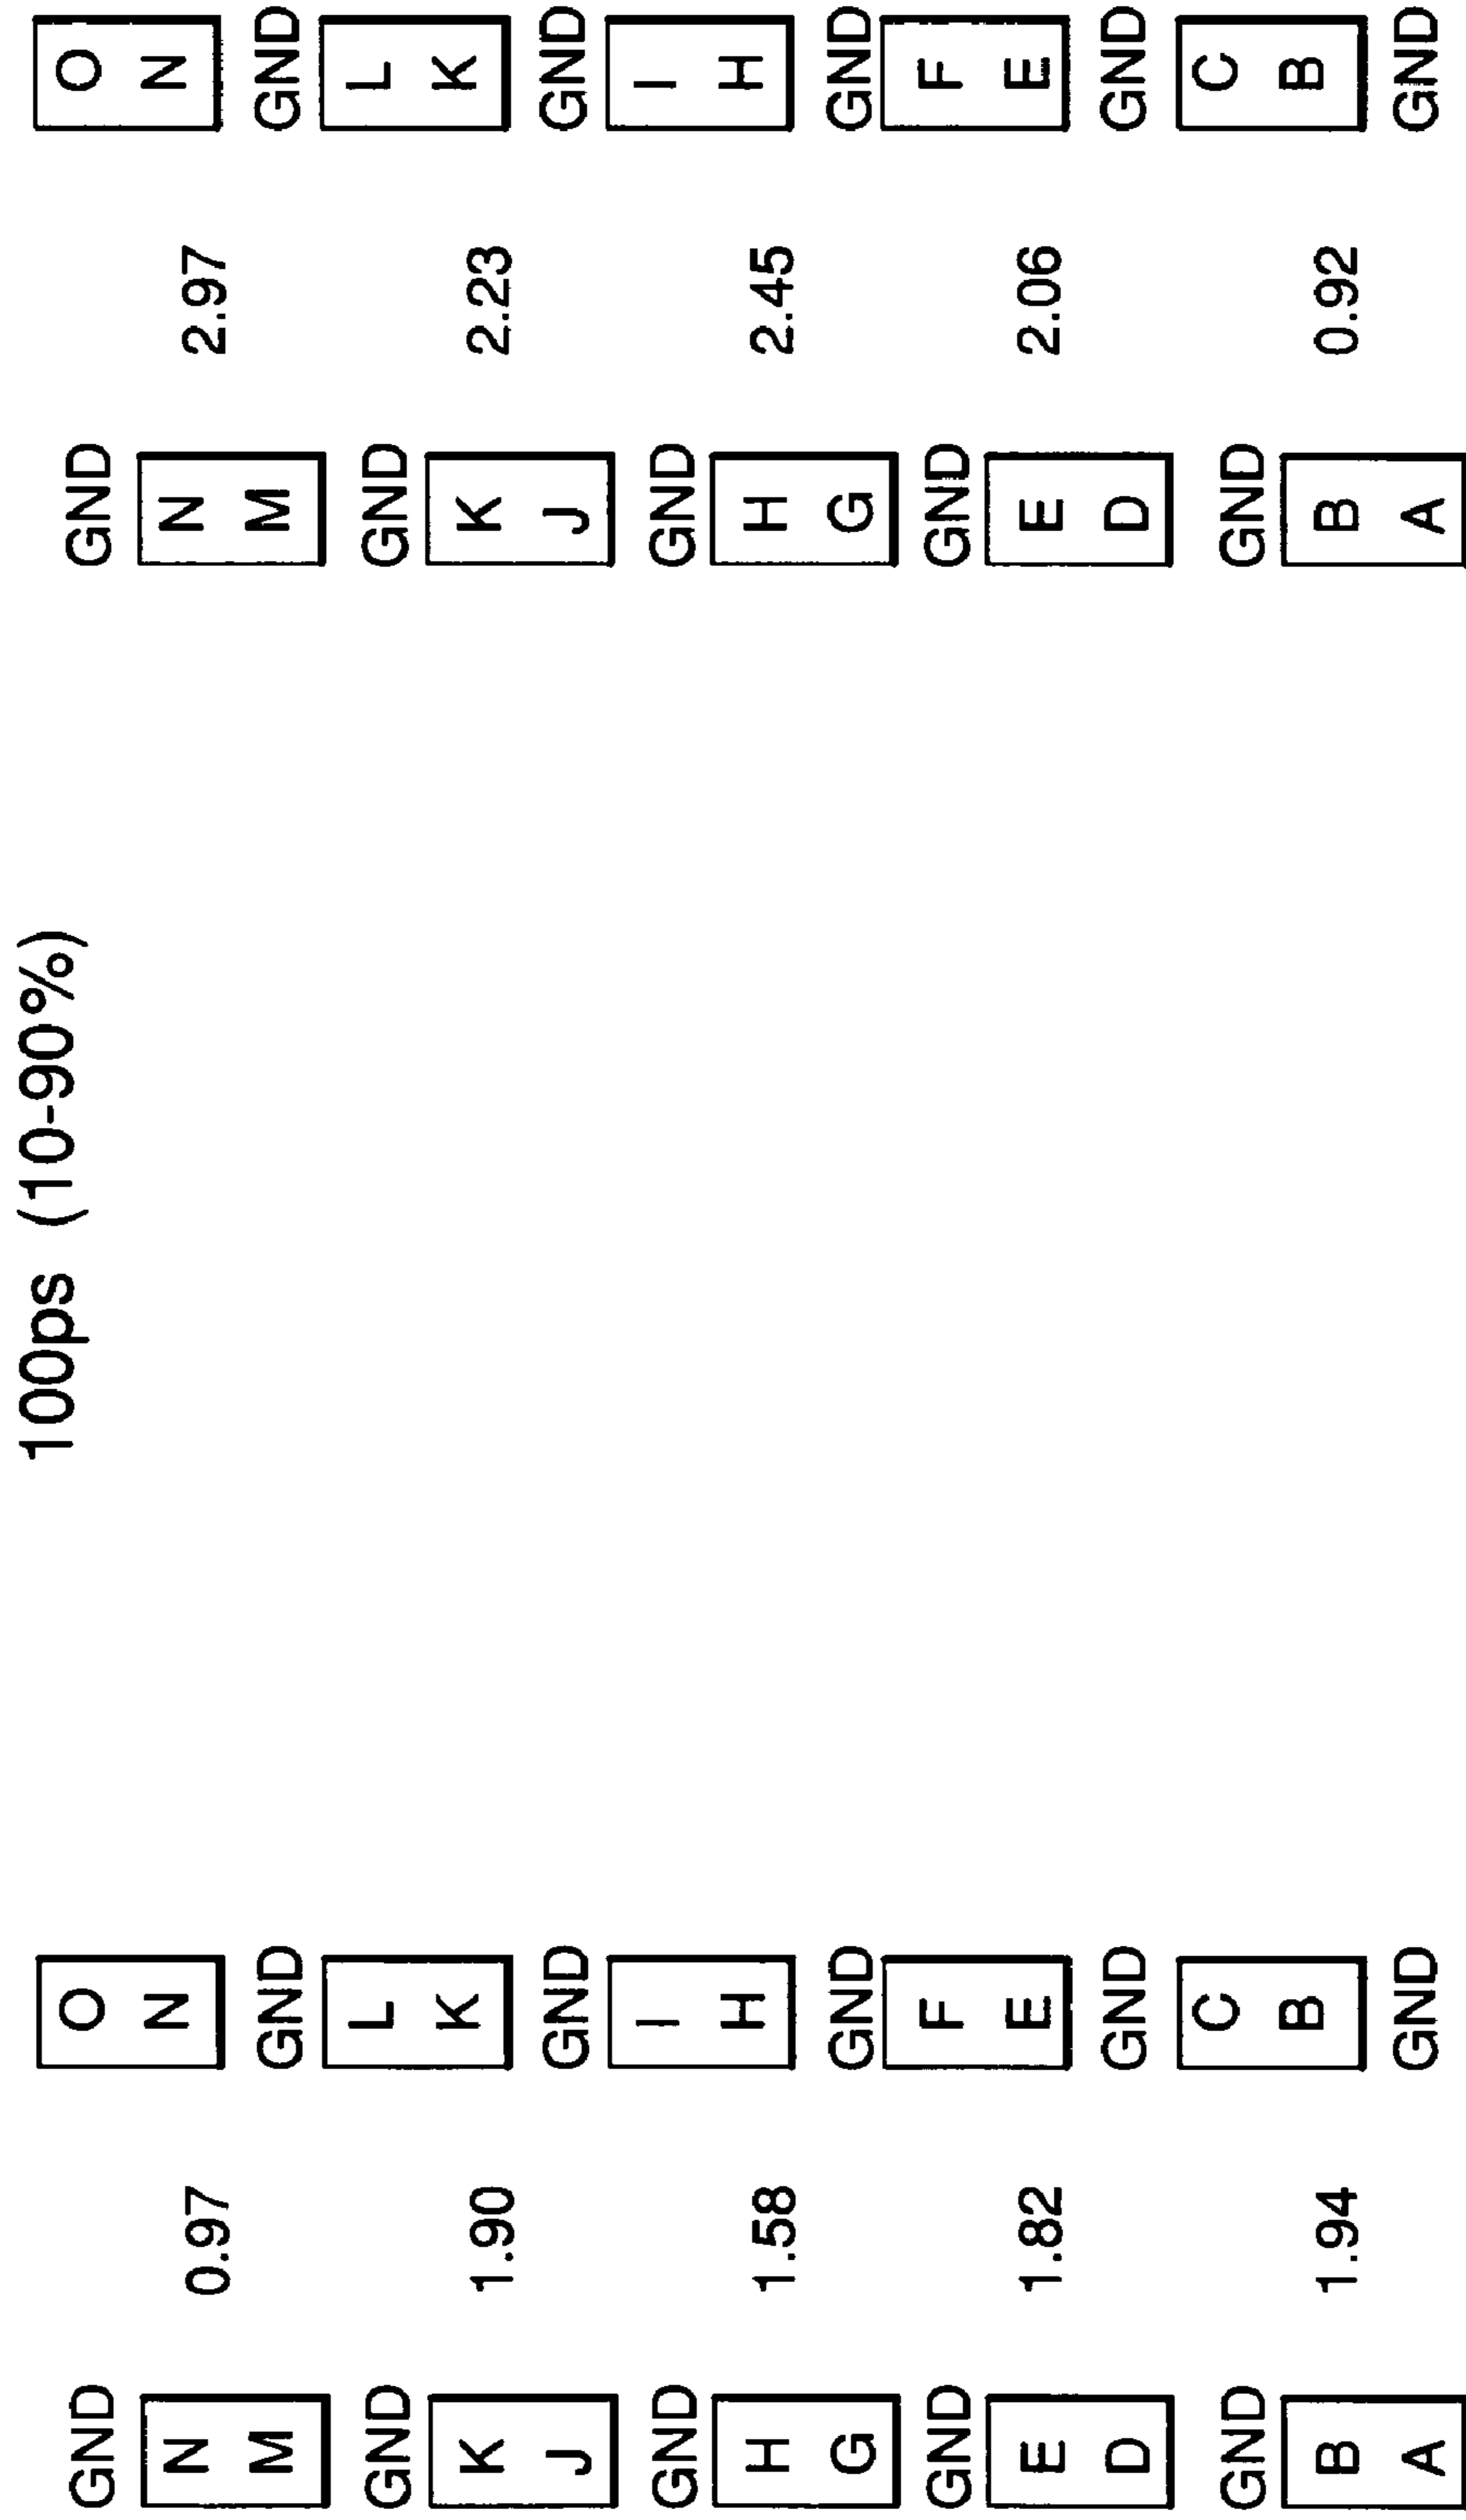 100ps (10-90%)
GND O GND O
N N N N
0.97 2.97
M GND M GND
GND L GND L
K K K K
1.90 2.23
J GND J GND
GND I GND I
H H H H
1.58 2.45
G GND G GND
GND F GND F
E E E E
1.82 2.06
D GND D GND
GND C GND C
B B B B
1.94 0.92
A GND A GND